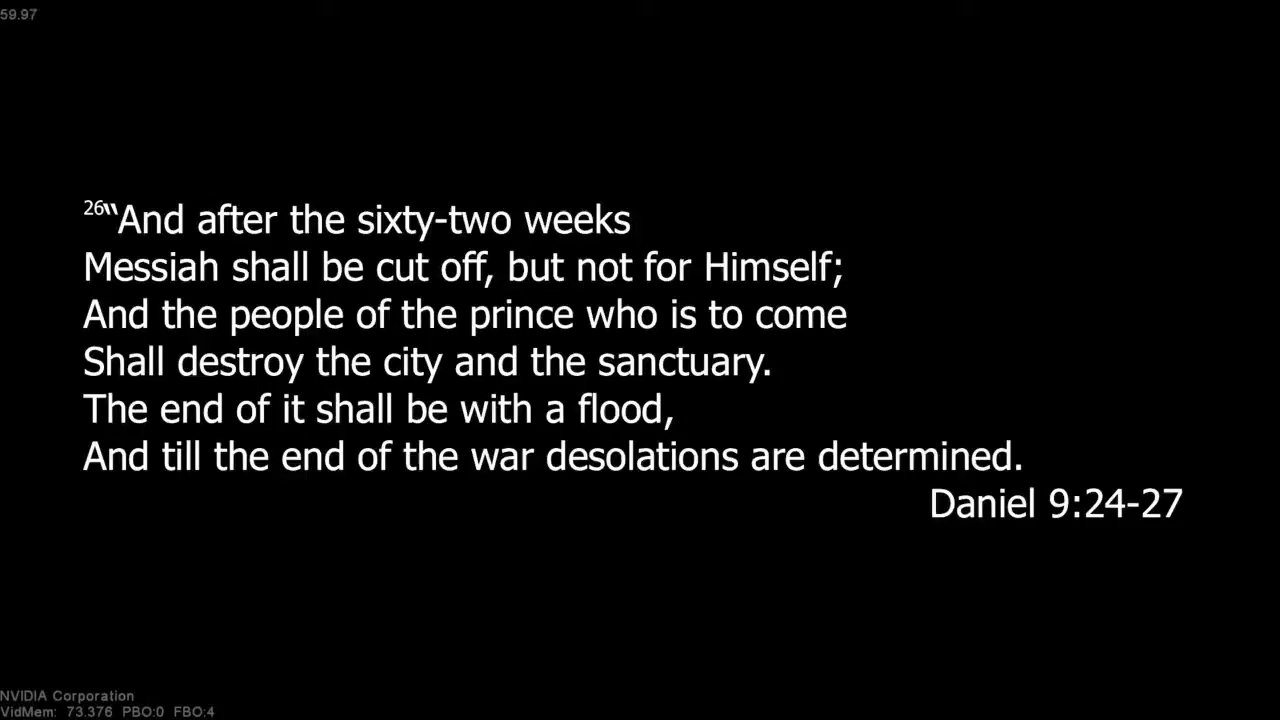 59.97
26“And after the sixty-two weeks
Messiah shall be cut off, but not for Himself;
And the people of the prince who is to come
Shall destroy the city and the sanctuary.
The end of it shall be with a flood,
And till the end of the war desolations are determined.
Daniel 9:24-27
NVIDIA Corporation
VidMem: 73.376 PBO:0 FBO:4